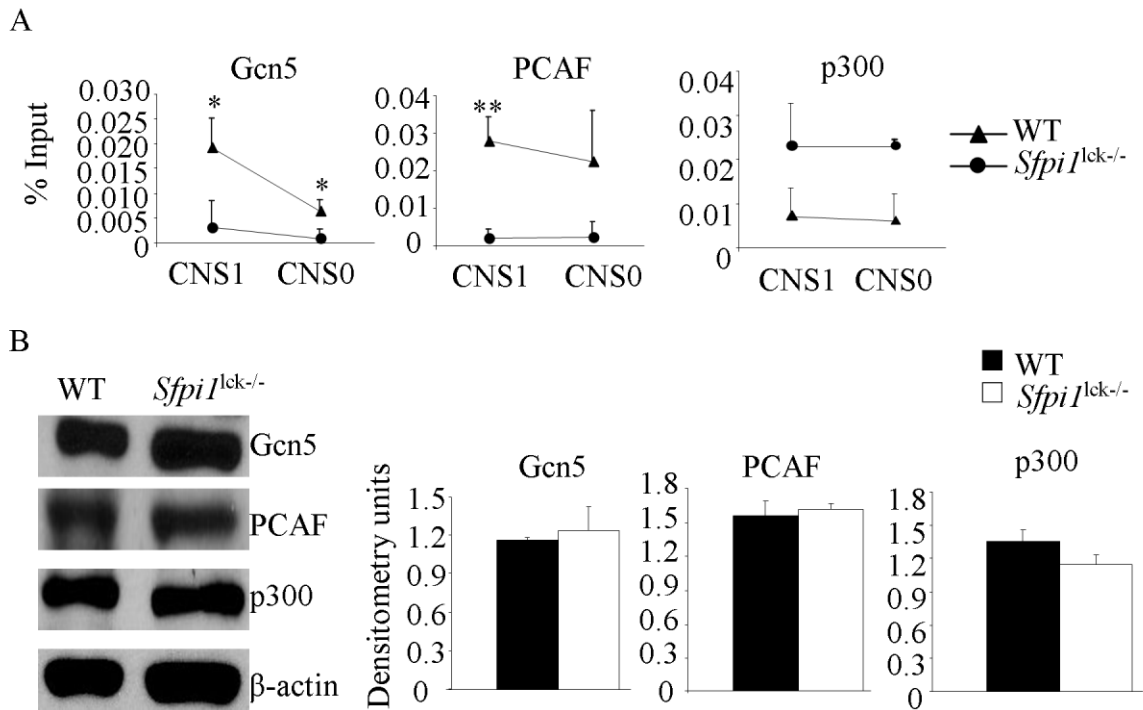 A
Gcn5
PCAF
p300
% Input
0.030
0.025
0.020
0.015
0.010
0.005
0
*
*
CNS1 CNS0
0.04
0.03
0.02
0.01
0
**
CNS1 CNS0
0.04
0.03
0.02
0.01
0
CNS1 CNS0
WT
Sfpi1lck-/-
B
WT Sfpi1lck-/-
Gcn5
PCAF
p300
β-actin
WT
Sfpi1lck-/-
Densitometry units
Gcn5
1.5
1.2
0.9
0.6
0.3
0
PCAF
1.8
1.5
1.2
0.9
0.6
0.3
0
p300
1.8
1.5
1.2
0.9
0.6
0.3
0